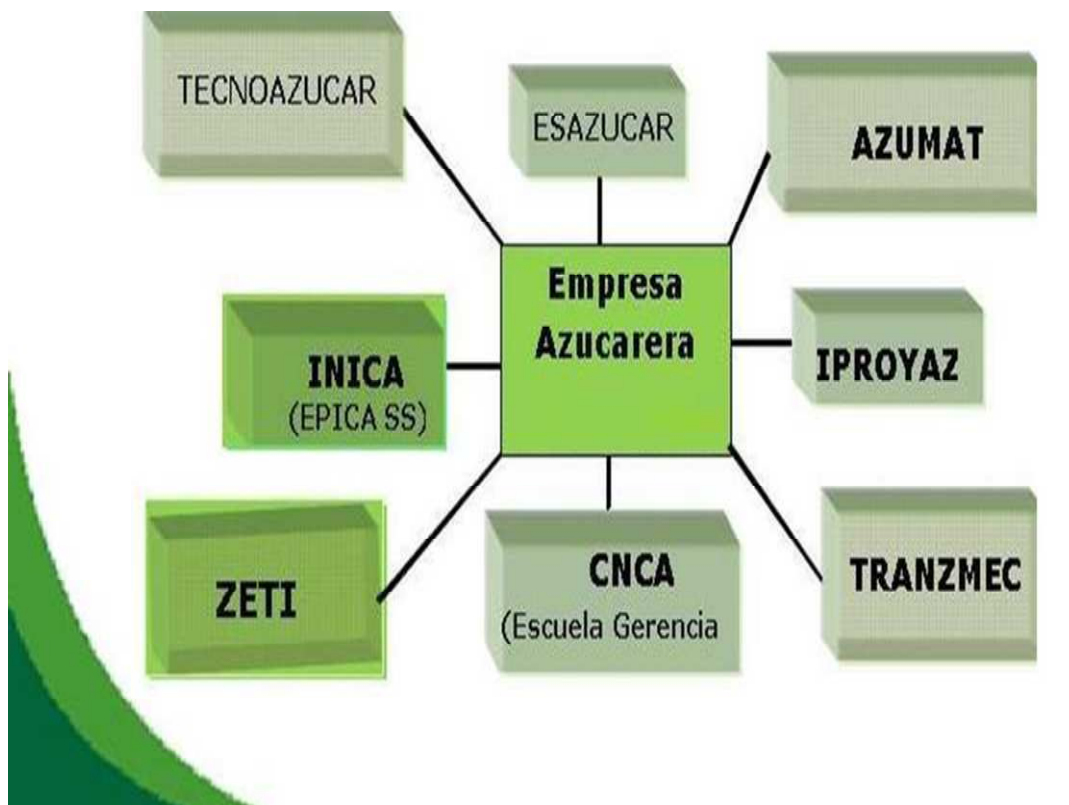 TECNOAZUCAR
ESAZUCAR
AZUMAT
Empresa
Azucarera
INICA
(EPICA SS)
IPROYAZ
ZETI
CNCA
(Escuela Gerencia
TRANZMEC